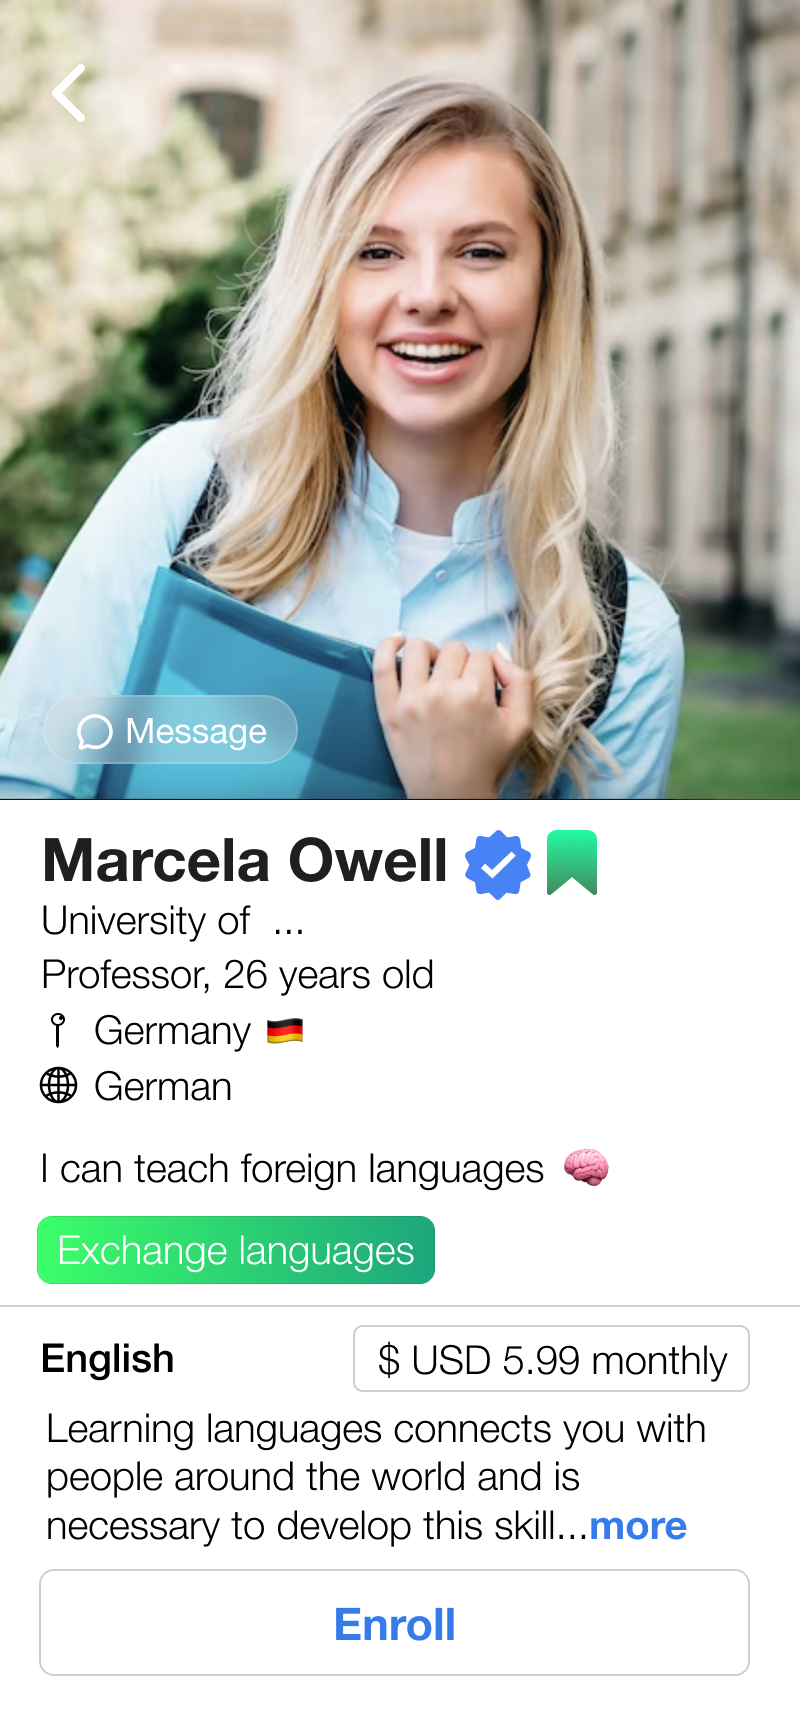 Message
Marcela Owell
University of ...
Professor, 26 years old
Germany 🇩🇪
German
I can teach foreign languages 🧠
Exchange languages
English
$ USD 5.99 monthly
Learning languages connects you with
people around the world and is
necessary to develop this skill...more
Enroll